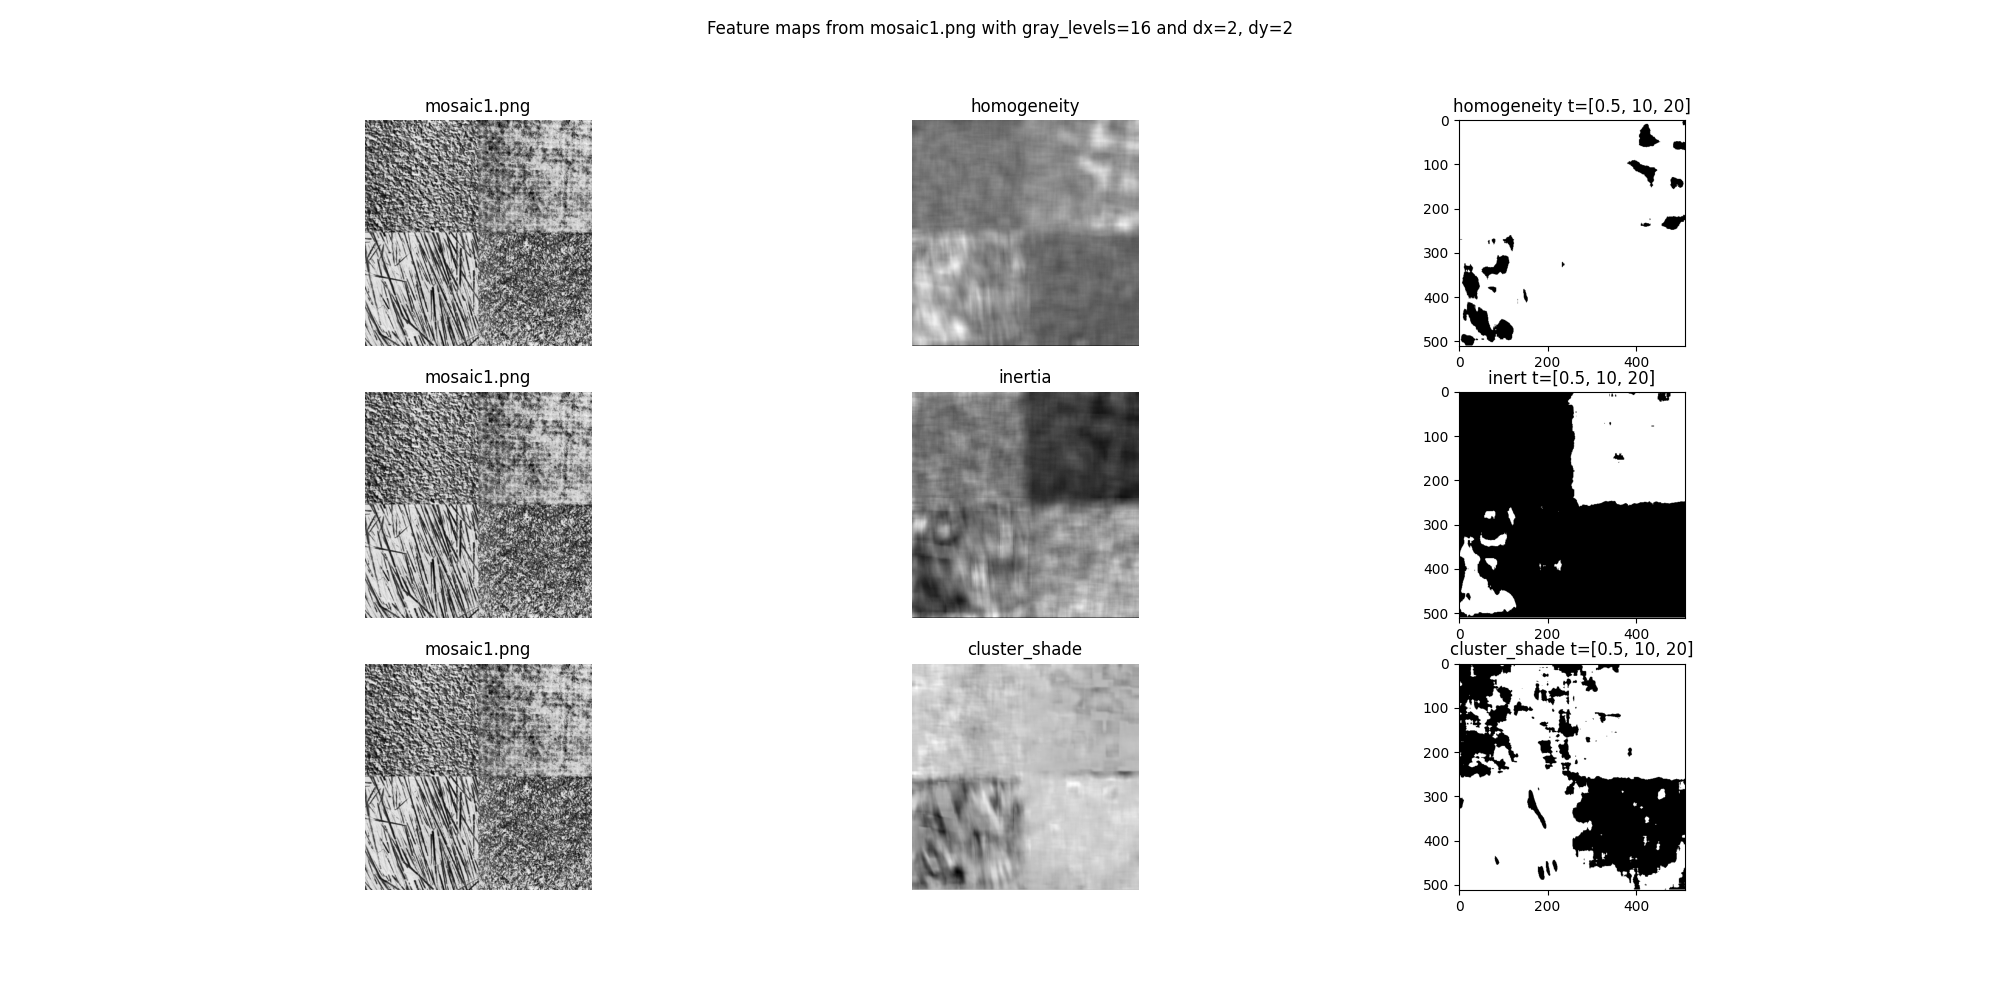 Feature maps from mosaic1.png with gray_levels=16 and dx=2, dy=2
mosaic1.png
homogeneity
homogeneity t=[0.5, 10, 20]
0
100
200
300
400
500
0
200
400
mosaic1.png
inertia
inert t=[0.5, 10, 20]
0
100
200
300
400
500
0
200
400
mosaic1.png
cluster_shade
cluster_shade t=[0.5, 10, 20]
0
100
200
300
400
500
0
200
400